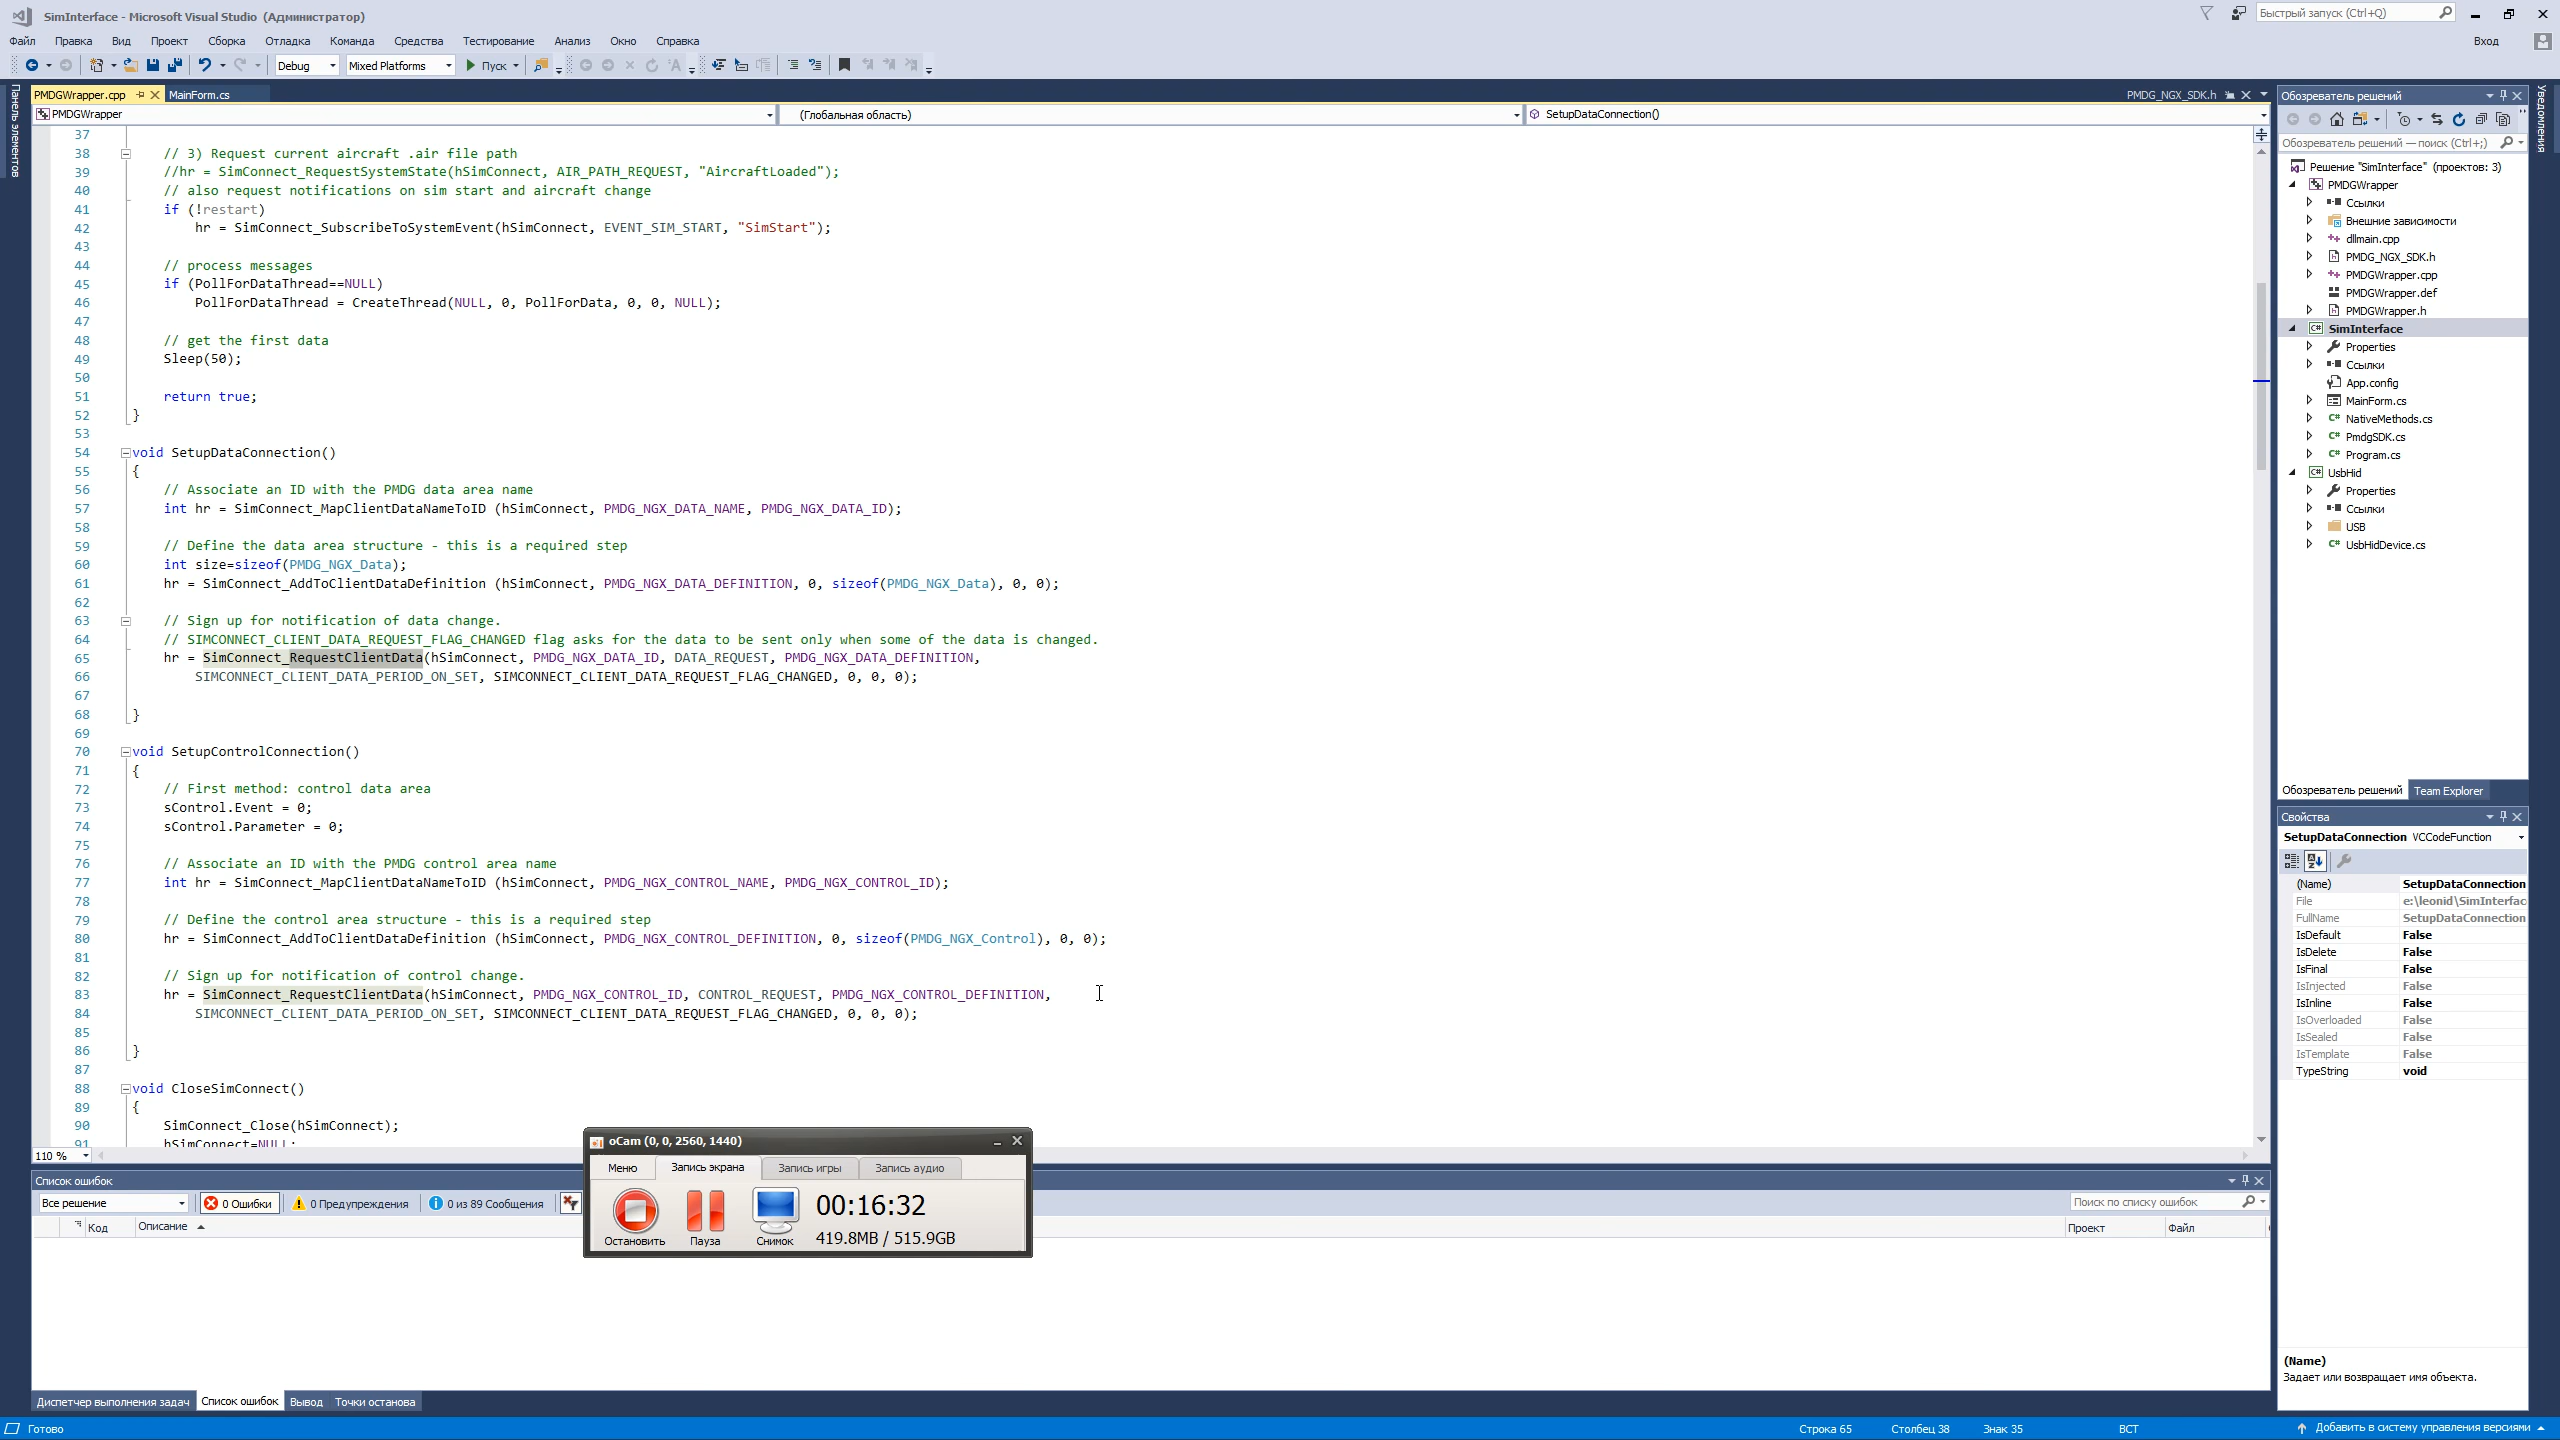 SimInterface - Microsoft Visual Studio (Администратор)
Быстрый запуск (Ctrl+Q)
Файл Правка Вид Проект Сборка Отладка Команда Средства Тестирование Анализ Окно Справка
Вход
Debug Mixed Platforms Пуск
Панель элементов
PMDGWrapper.cpp MainForm.cs PMDG_NGX_SDK.h
PMDGWrapper (Глобальная область) SetupDataConnection()
37
38 // 3) Request current aircraft .air file path
39 //hr = SimConnect_RequestSystemState(hSimConnect, AIR_PATH_REQUEST, "AircraftLoaded");
40 // also request notifications on sim start and aircraft change
41 if (!restart)
42 hr = SimConnect_SubscribeToSystemEvent(hSimConnect, EVENT_SIM_START, "SimStart");
43
44 // process messages
45 if (PollForDataThread==NULL)
46 PollForDataThread = CreateThread(NULL, 0, PollForData, 0, 0, NULL);
47
48 // get the first data
49 Sleep(50);
50
51 return true;
52 }
53
54 void SetupDataConnection()
55 {
56 // Associate an ID with the PMDG data area name
57 int hr = SimConnect_MapClientDataNameToID (hSimConnect, PMDG_NGX_DATA_NAME, PMDG_NGX_DATA_ID);
58
59 // Define the data area structure - this is a required step
60 int size=sizeof(PMDG_NGX_Data);
61 hr = SimConnect_AddToClientDataDefinition (hSimConnect, PMDG_NGX_DATA_DEFINITION, 0, sizeof(PMDG_NGX_Data), 0, 0);
62
63 // Sign up for notification of data change.
64 // SIMCONNECT_CLIENT_DATA_REQUEST_FLAG_CHANGED flag asks for the data to be sent only when some of the data is changed.
65 hr = SimConnect_RequestClientData(hSimConnect, PMDG_NGX_DATA_ID, DATA_REQUEST, PMDG_NGX_DATA_DEFINITION,
66 SIMCONNECT_CLIENT_DATA_PERIOD_ON_SET, SIMCONNECT_CLIENT_DATA_REQUEST_FLAG_CHANGED, 0, 0, 0);
67
68 }
69
70 void SetupControlConnection()
71 {
72 // First method: control data area
73 sControl.Event = 0;
74 sControl.Parameter = 0;
75
76 // Associate an ID with the PMDG control area name
77 int hr = SimConnect_MapClientDataNameToID (hSimConnect, PMDG_NGX_CONTROL_NAME, PMDG_NGX_CONTROL_ID);
78
79 // Define the control area structure - this is a required step
80 hr = SimConnect_AddToClientDataDefinition (hSimConnect, PMDG_NGX_CONTROL_DEFINITION, 0, sizeof(PMDG_NGX_Control), 0, 0);
81
82 // Sign up for notification of control change.
83 hr = SimConnect_RequestClientData(hSimConnect, PMDG_NGX_CONTROL_ID, CONTROL_REQUEST, PMDG_NGX_CONTROL_DEFINITION,
84 SIMCONNECT_CLIENT_DATA_PERIOD_ON_SET, SIMCONNECT_CLIENT_DATA_REQUEST_FLAG_CHANGED, 0, 0, 0);
85
86 }
87
88 void CloseSimConnect()
89 {
90 SimConnect_Close(hSimConnect);
91 hSimConnect=NULL;
110 %
Обозреватель решений
Обозреватель решений — поиск (Ctrl+;)
Решение "SimInterface" (проектов: 3)
PMDGWrapper
Ссылки
Внешние зависимости
dllmain.cpp
PMDG_NGX_SDK.h
PMDGWrapper.cpp
PMDGWrapper.def
PMDGWrapper.h
SimInterface
Properties
Ссылки
App.config
MainForm.cs
NativeMethods.cs
PmdgSDK.cs
Program.cs
UsbHid
Properties
Ссылки
USB
UsbHidDevice.cs
Обозреватель решений Team Explorer
Уведомления
Свойства
SetupDataConnection VCCodeFunction
(Name) SetupDataConnection
File e:\leonid\SimInterfac
FullName SetupDataConnection
IsDefault False
IsDelete False
IsFinal False
IsInjected False
IsInline False
IsOverloaded False
IsSealed False
IsTemplate False
TypeString void
(Name)
Задает или возвращает имя объекта.
oCam (0, 0, 2560, 1440)
Меню Запись экрана Запись игры Запись аудио
00:16:32
419.8MB / 515.9GB
Остановить Пауза Снимок
Список ошибок
Все решение 0 Ошибки 0 Предупреждения 0 из 89 Сообщения
Поиск по списку ошибок
Код Описание Проект Файл
Диспетчер выполнения задач Список ошибок Вывод Точки останова
Готово Строка 65 Столбец 38 Знак 35 ВСТ Добавить в систему управления версиями